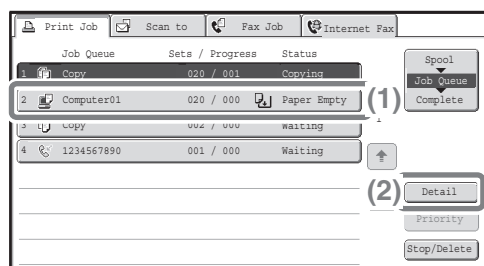 Print Job Scan to Fax Job Internet Fax
Job Queue Sets / Progress Status
1 Copy 020 / 001 Copying
2 Computer01 020 / 000 Paper Empty
3 Copy 002 / 000 Waiting
4 1234567890 001 / 000 Waiting
Spool
Job Queue
Complete
(1)
1
(2)
Detail
Priority
Stop/Delete